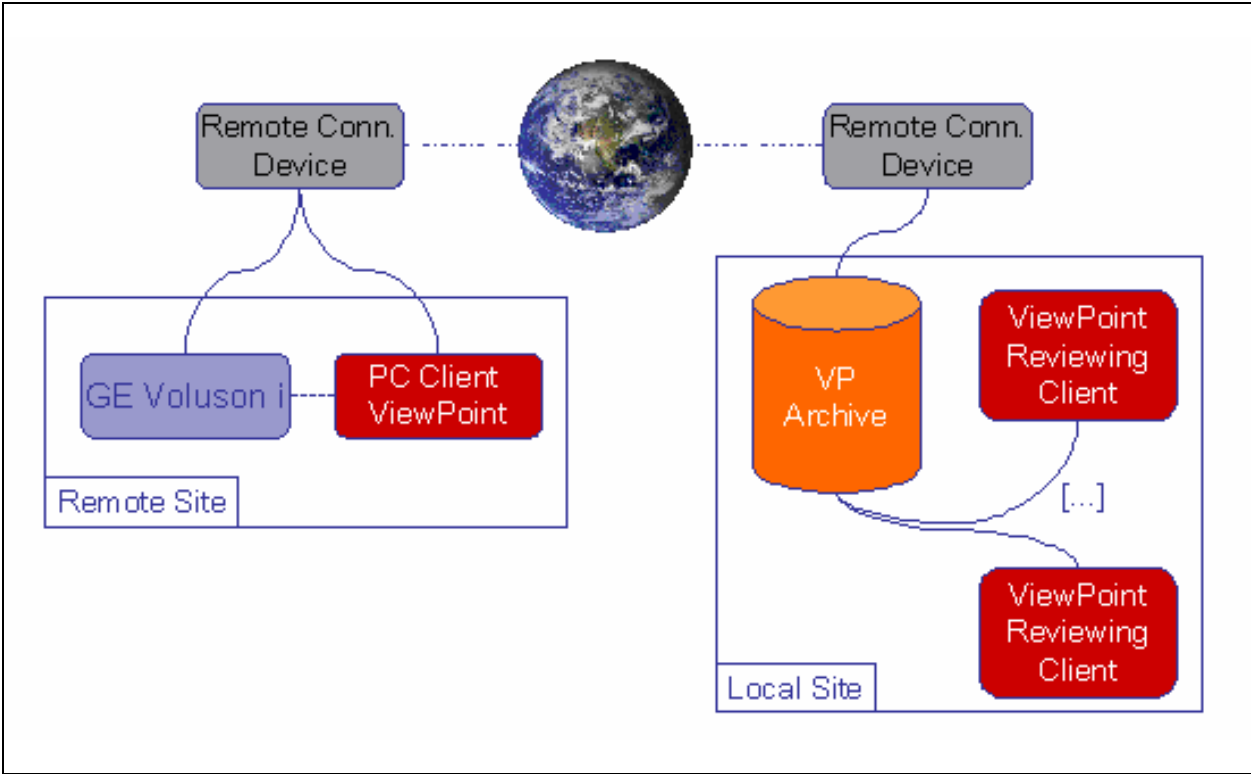 Remote Conn.
Device
Remote Conn.
Device
GE Voluson i
PC Client
ViewPoint
Remote Site
VP
Archive
ViewPoint
Reviewing
Client
[...]
ViewPoint
Reviewing
Client
Local Site